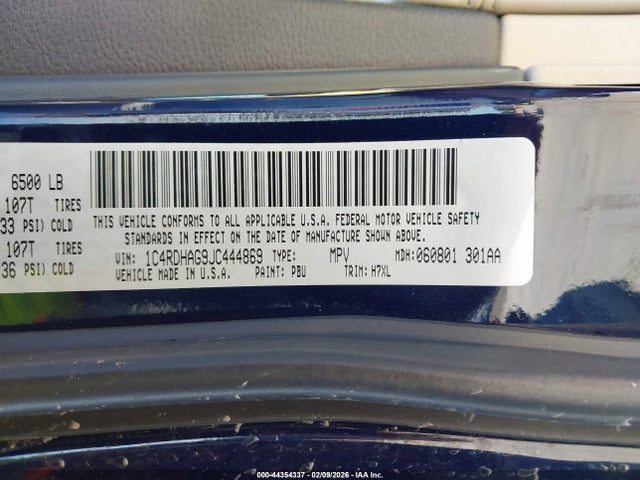 6500 LB
107T TIRES
33 PSI) COLD
107T TIRES
36 PSI) COLD
THIS VEHICLE CONFORMS TO ALL APPLICABLE U.S.A. FEDERAL MOTOR VEHICLE SAFETY
STANDARDS IN EFFECT ON THE DATE OF MANUFACTURE SHOWN ABOVE.
VIN: 1C4RDHAG9JC444869 TYPE: MPV MDH: 060801 301AA
VEHICLE MADE IN U.S.A. PAINT: PBU TRIM: H7XL
000-44354337 - 02/09/2026 - IAA Inc.